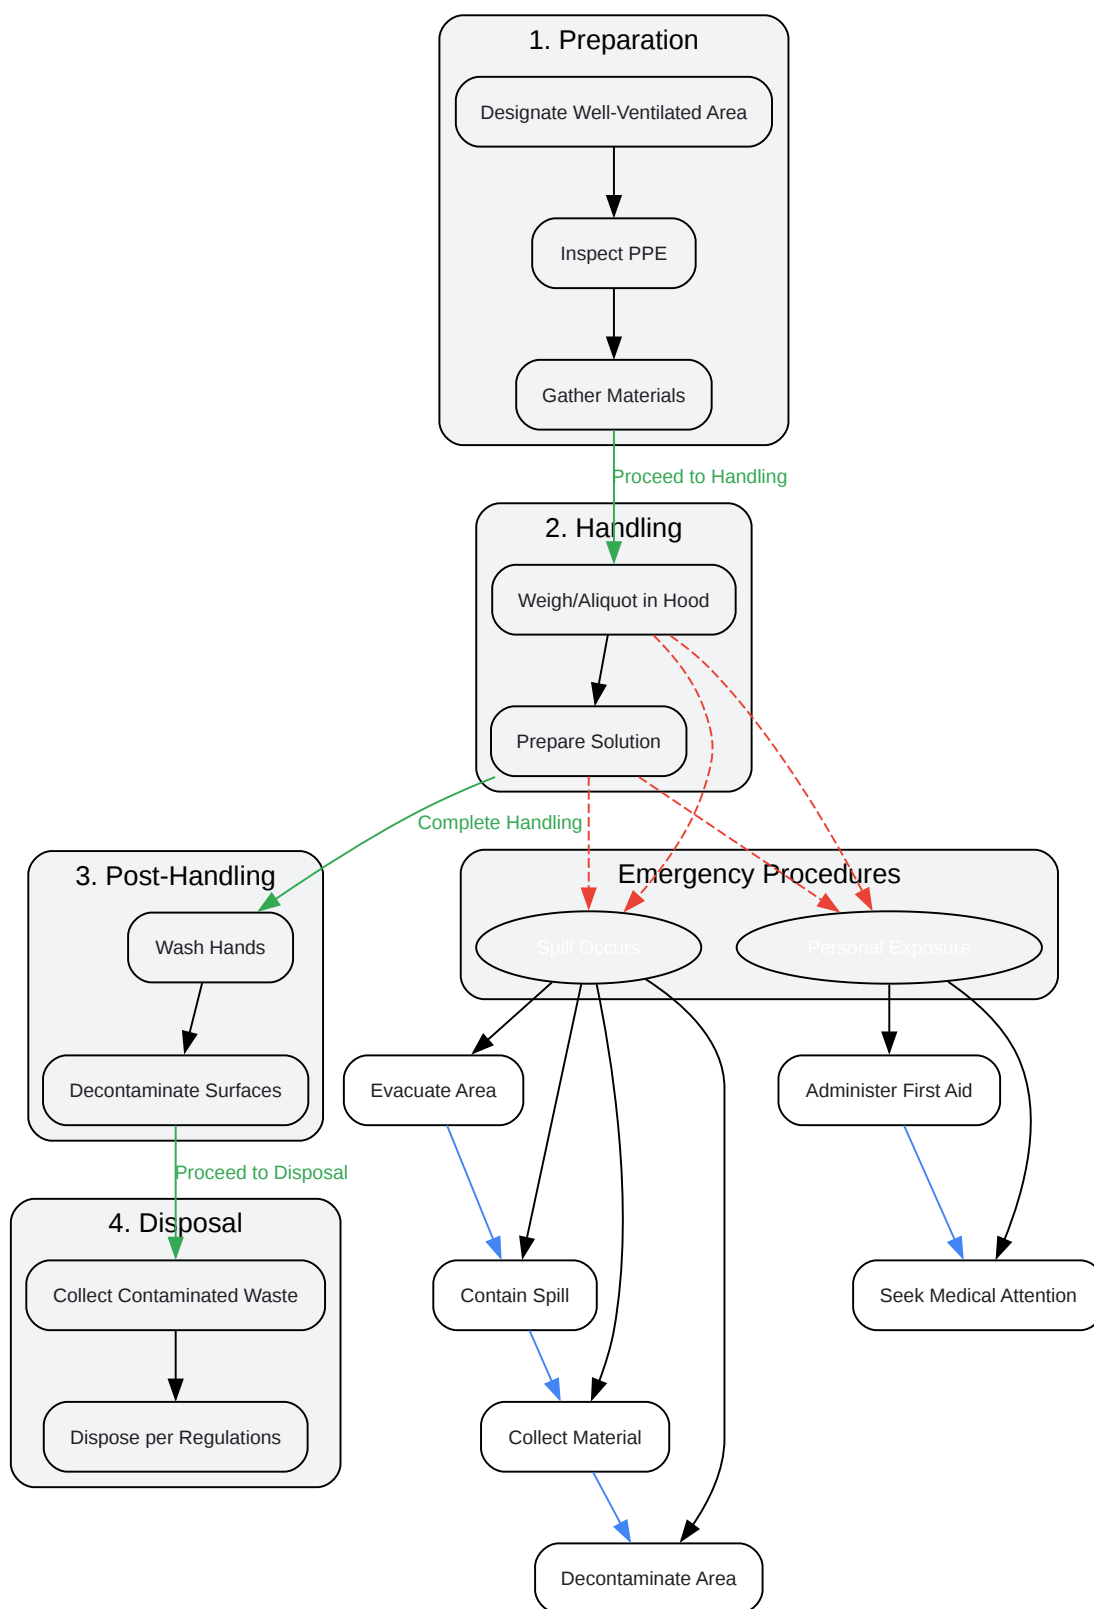 1. Preparation
Designate Well-Ventilated Area
Inspect PPE
Gather Materials
Proceed to Handling
2. Handling
Weigh/Aliquot in Hood
Prepare Solution
Complete Handling
3. Post-Handling
Wash Hands
Decontaminate Surfaces
Proceed to Disposal
4. Disposal
Collect Contaminated Waste
Dispose per Regulations
Emergency Procedures
Spill Occurs
Personal Exposure
Evacuate Area
Administer First Aid
Contain Spill
Seek Medical Attention
Collect Material
Decontaminate Area